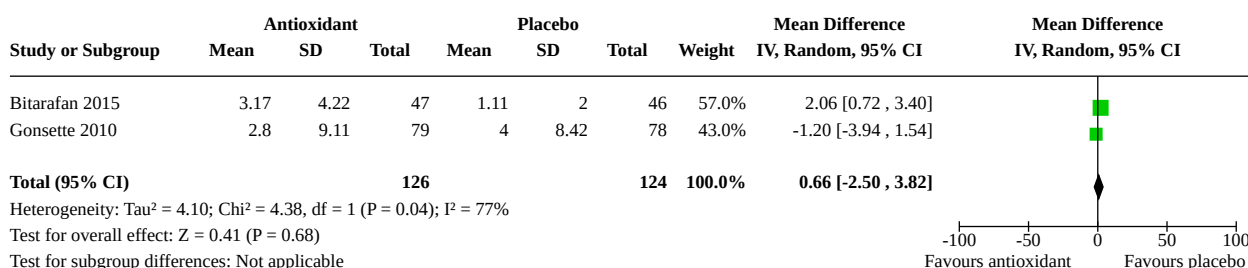 Antioxidant Placebo Mean Difference Mean Difference
Study or Subgroup Mean SD Total Mean SD Total Weight IV, Random, 95% CI IV, Random, 95% CI
Bitarafan 2015 3.17 4.22 47 1.11 2 46 57.0% 2.06 [0.72 , 3.40]
Gonsette 2010 2.8 9.11 79 4 8.42 78 43.0% -1.20 [-3.94 , 1.54]
Total (95% CI) 126 124 100.0% 0.66 [-2.50 , 3.82]
Heterogeneity: Tau² = 4.10; Chi² = 4.38, df = 1 (P = 0.04); I² = 77%
Test for overall effect: Z = 0.41 (P = 0.68)
-100 -50 0 50 100
Test for subgroup differences: Not applicable Favours antioxidant Favours placebo